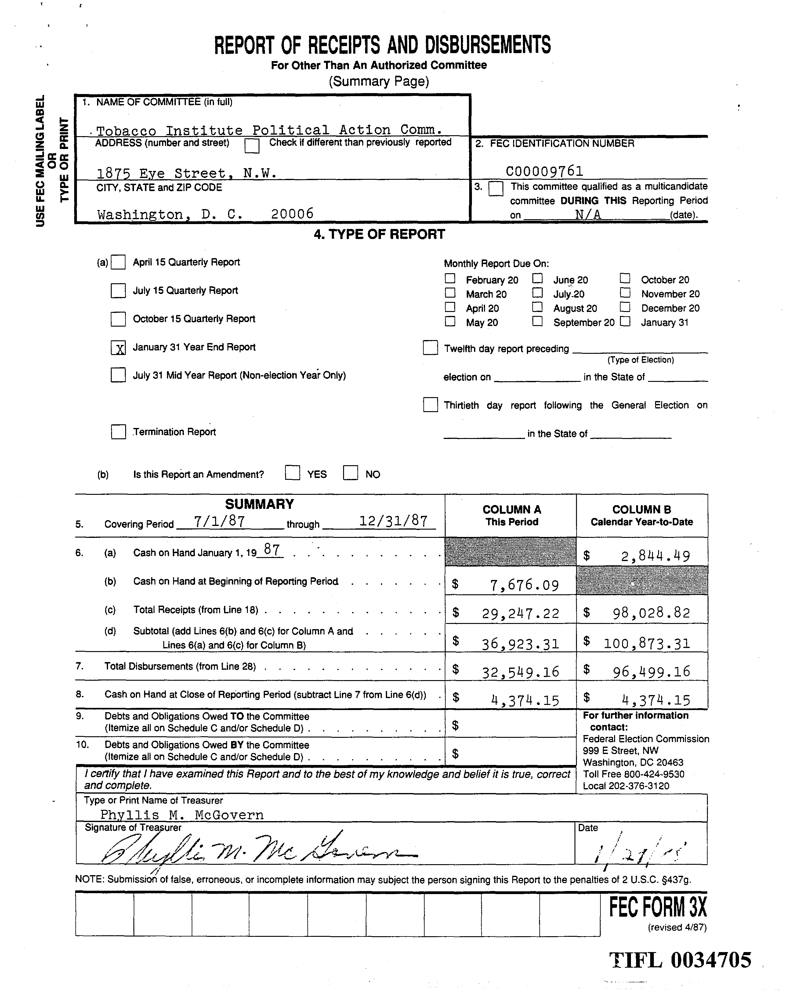 REPORT OF RECEIPTS AND DISBURSEMENTS
For Other Than An Authorized Committee
(Summary Page)
USE FEC MAILING LABEL
OR
TYPE OR PRINT
1. NAME OF COMMITTEE (in full)
Tobacco Institute Political Action Comm.
ADDRESS (number and street) Check if different than previously reported
1875 Eye Street, N.W.
CITY, STATE and ZIP CODE
Washington, D. C. 20006
2. FEC IDENTIFICATION NUMBER
C00009761
3. This committee qualified as a multicandidate
committee DURING THIS Reporting Period
on N/A (date).
4. TYPE OF REPORT
(a) April 15 Quarterly Report
July 15 Quarterly Report
October 15 Quarterly Report
X January 31 Year End Report
July 31 Mid Year Report (Non-election Year Only)
Termination Report
Monthly Report Due On:
February 20 June 20 October 20
March 20 July 20 November 20
April 20 August 20 December 20
May 20 September 20 January 31
Twelfth day report preceding
(Type of Election)
election on in the State of
Thirtieth day report following the General Election on
in the State of
(b) Is this Report an Amendment? YES NO
SUMMARY
5. Covering Period 7/1/87 through 12/31/87
COLUMN A
This Period
COLUMN B
Calendar Year-to-Date
6. (a) Cash on Hand January 1, 19 87 . . . . . . . . . . $ 2,844.49
(b) Cash on Hand at Beginning of Reporting Period . . . . . . $ 7,676.09
(c) Total Receipts (from Line 18) . . . . . . . . . . . . $ 29,247.22 $ 98,028.82
(d) Subtotal (add Lines 6(b) and 6(c) for Column A and . . . . . .
Lines 6(a) and 6(c) for Column B) $ 36,923.31 $ 100,873.31
7. Total Disbursements (from Line 28) . . . . . . . . . . . . $ 32,549.16 $ 96,499.16
8. Cash on Hand at Close of Reporting Period (subtract Line 7 from Line 6(d)) . $ 4,374.15 $ 4,374.15
9. Debts and Obligations Owed TO the Committee
(Itemize all on Schedule C and/or Schedule D) . . . . . . . . . $
10. Debts and Obligations Owed BY the Committee
(Itemize all on Schedule C and/or Schedule D) . . . . . . . . . $
For further information
contact:
Federal Election Commission
999 E Street, NW
Washington, DC 20463
Toll Free 800-424-9530
Local 202-376-3120
I certify that I have examined this Report and to the best of my knowledge and belief it is true, correct
and complete.
Type or Print Name of Treasurer
Phyllis M. McGovern
Signature of Treasurer
Phyllis M. McGovern
Date
NOTE: Submission of false, erroneous, or incomplete information may subject the person signing this Report to the penalties of 2 U.S.C. §437g.
FEC FORM 3X
(revised 4/87)
TIFL 0034705